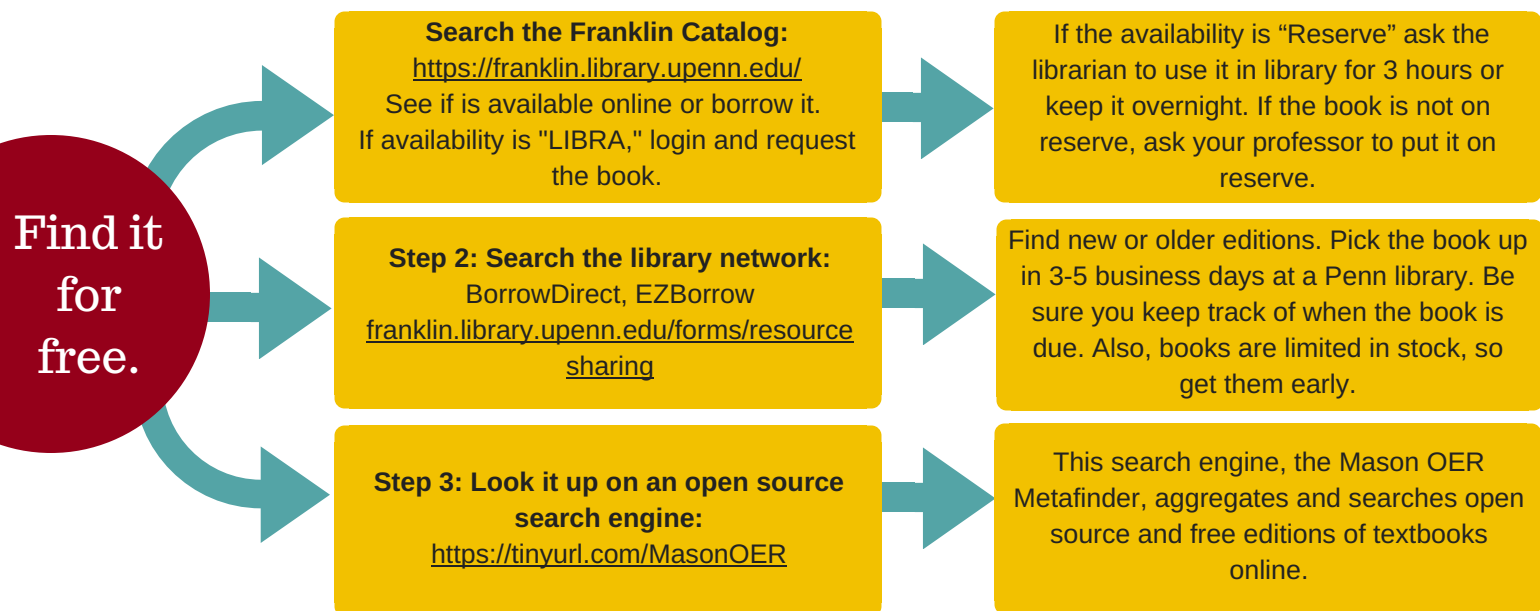 Find it
for
free.
Search the Franklin Catalog:
https://franklin.library.upenn.edu/
See if is available online or borrow it.
If availability is "LIBRA," login and request
the book.
If the availability is “Reserve” ask the
librarian to use it in library for 3 hours or
keep it overnight. If the book is not on
reserve, ask your professor to put it on
reserve.
Step 2: Search the library network:
BorrowDirect, EZBorrow
franklin.library.upenn.edu/forms/resource
sharing
Find new or older editions. Pick the book up
in 3-5 business days at a Penn library. Be
sure you keep track of when the book is
due. Also, books are limited in stock, so
get them early.
Step 3: Look it up on an open source
search engine:
https://tinyurl.com/MasonOER
This search engine, the Mason OER
Metafinder, aggregates and searches open
source and free editions of textbooks
online.